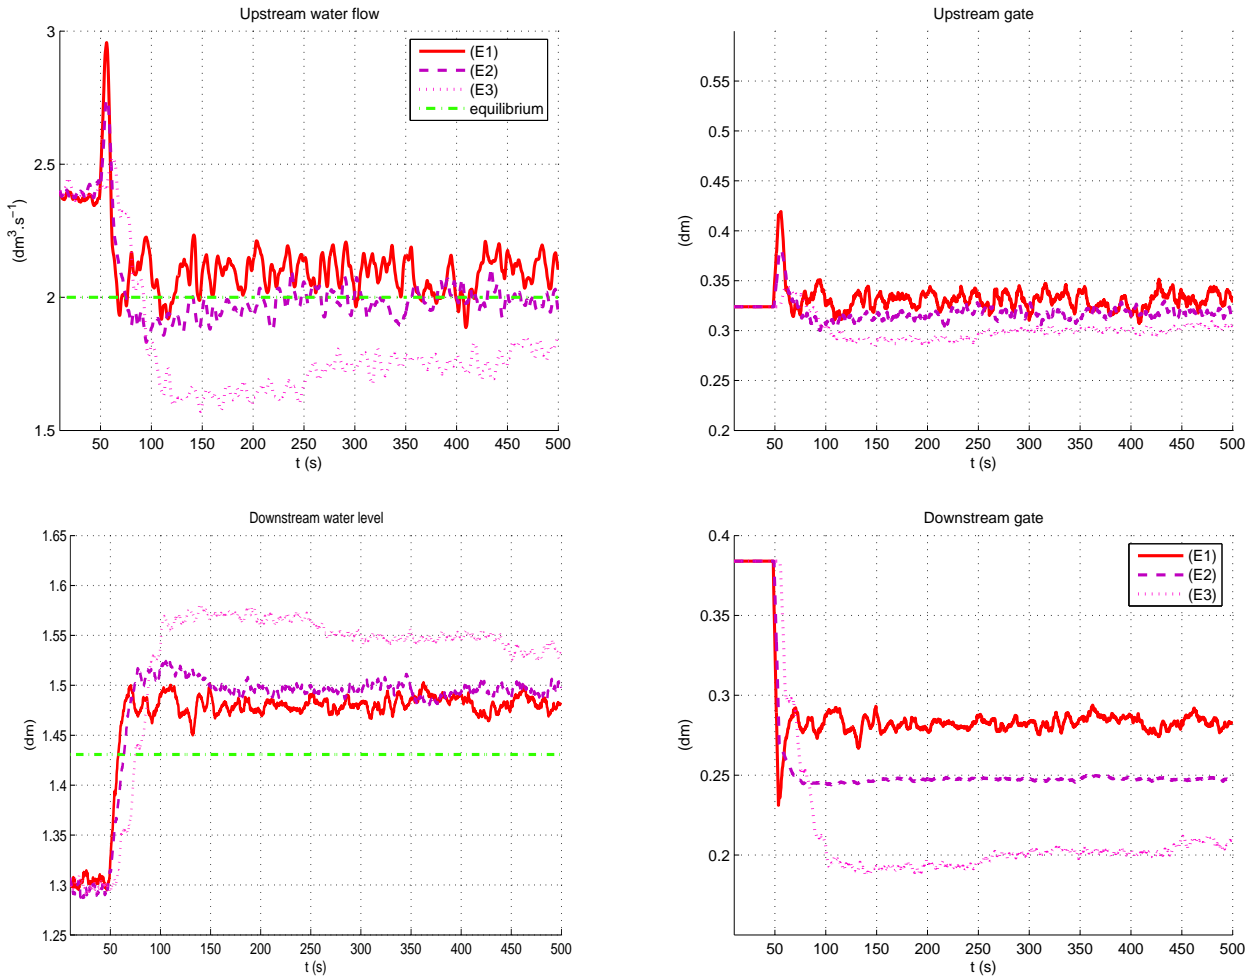 Upstream water flow
3
2.5
2
1.5
(dm³.s⁻¹)
50 100 150 200 250 300 350 400 450 500
t (s)
(E1)
(E2)
(E3)
equilibrium
Upstream gate
0.55
0.5
0.45
0.4
0.35
0.3
0.25
0.2
(dm)
50 100 150 200 250 300 350 400 450 500
t (s)
Downstream water level
1.65
1.6
1.55
1.5
1.45
1.4
1.35
1.3
1.25
(dm)
50 100 150 200 250 300 350 400 450 500
t (s)
Downstream gate
0.4
0.35
0.3
0.25
0.2
(dm)
50 100 150 200 250 300 350 400 450 500
t (s)
(E1)
(E2)
(E3)